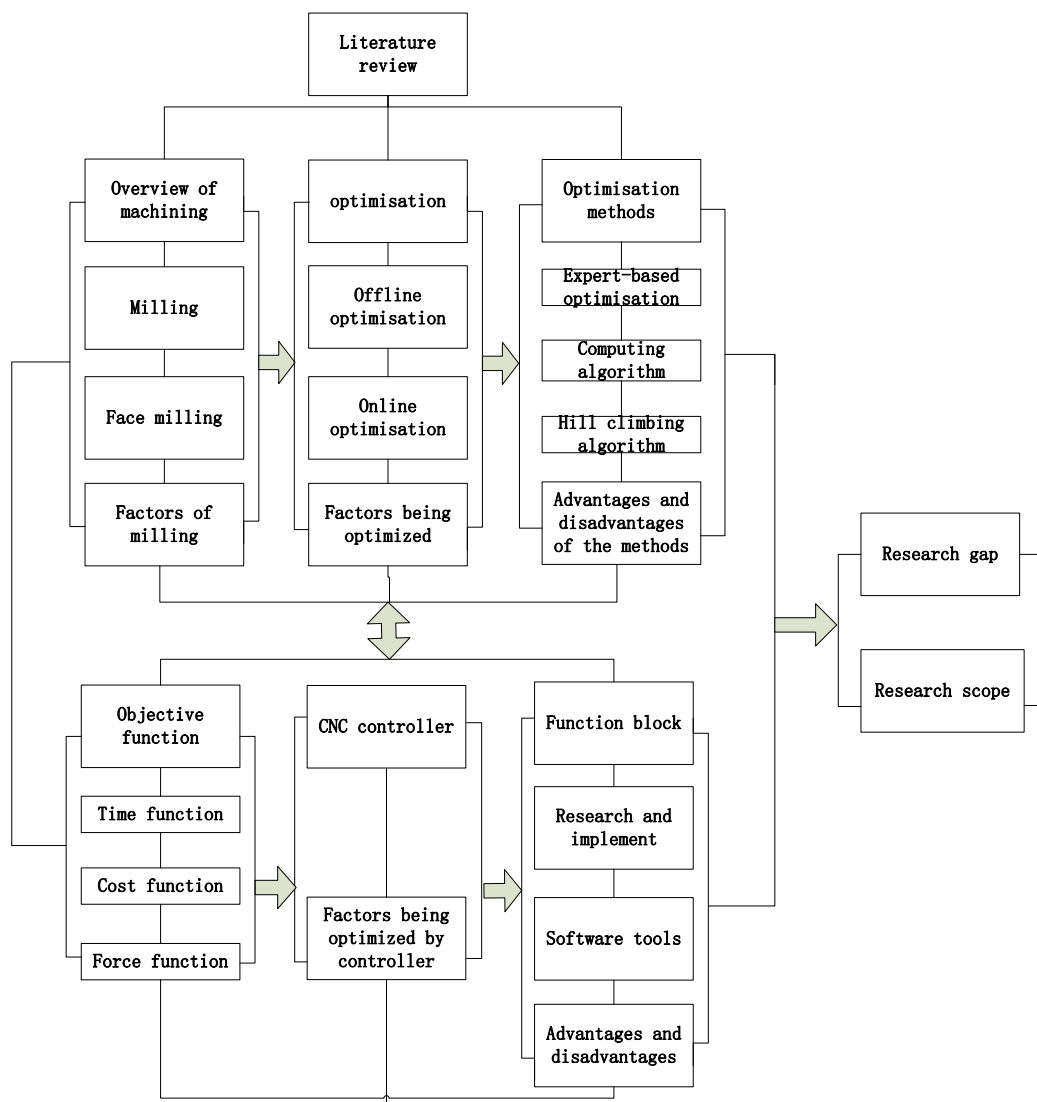 Literature
review
Overview of
machining
Milling
Face milling
Factors of
milling
optimisation
Offline
optimisation
Online
optimisation
Factors being
optimized
Optimisation
methods
Expert-based
optimisation
Computing
algorithm
Hill climbing
algorithm
Advantages and
disadvantages
of the methods
Objective
function
Time function
Cost function
Force function
CNC controller
Factors being
optimized by
controller
Function block
Research and
implement
Software tools
Advantages and
disadvantages
Research gap
Research scope